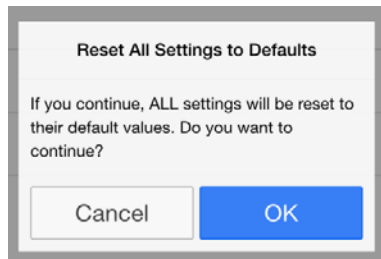 Reset All Settings to Defaults
If you continue, ALL settings will be reset to
their default values. Do you want to
continue?
Cancel
OK